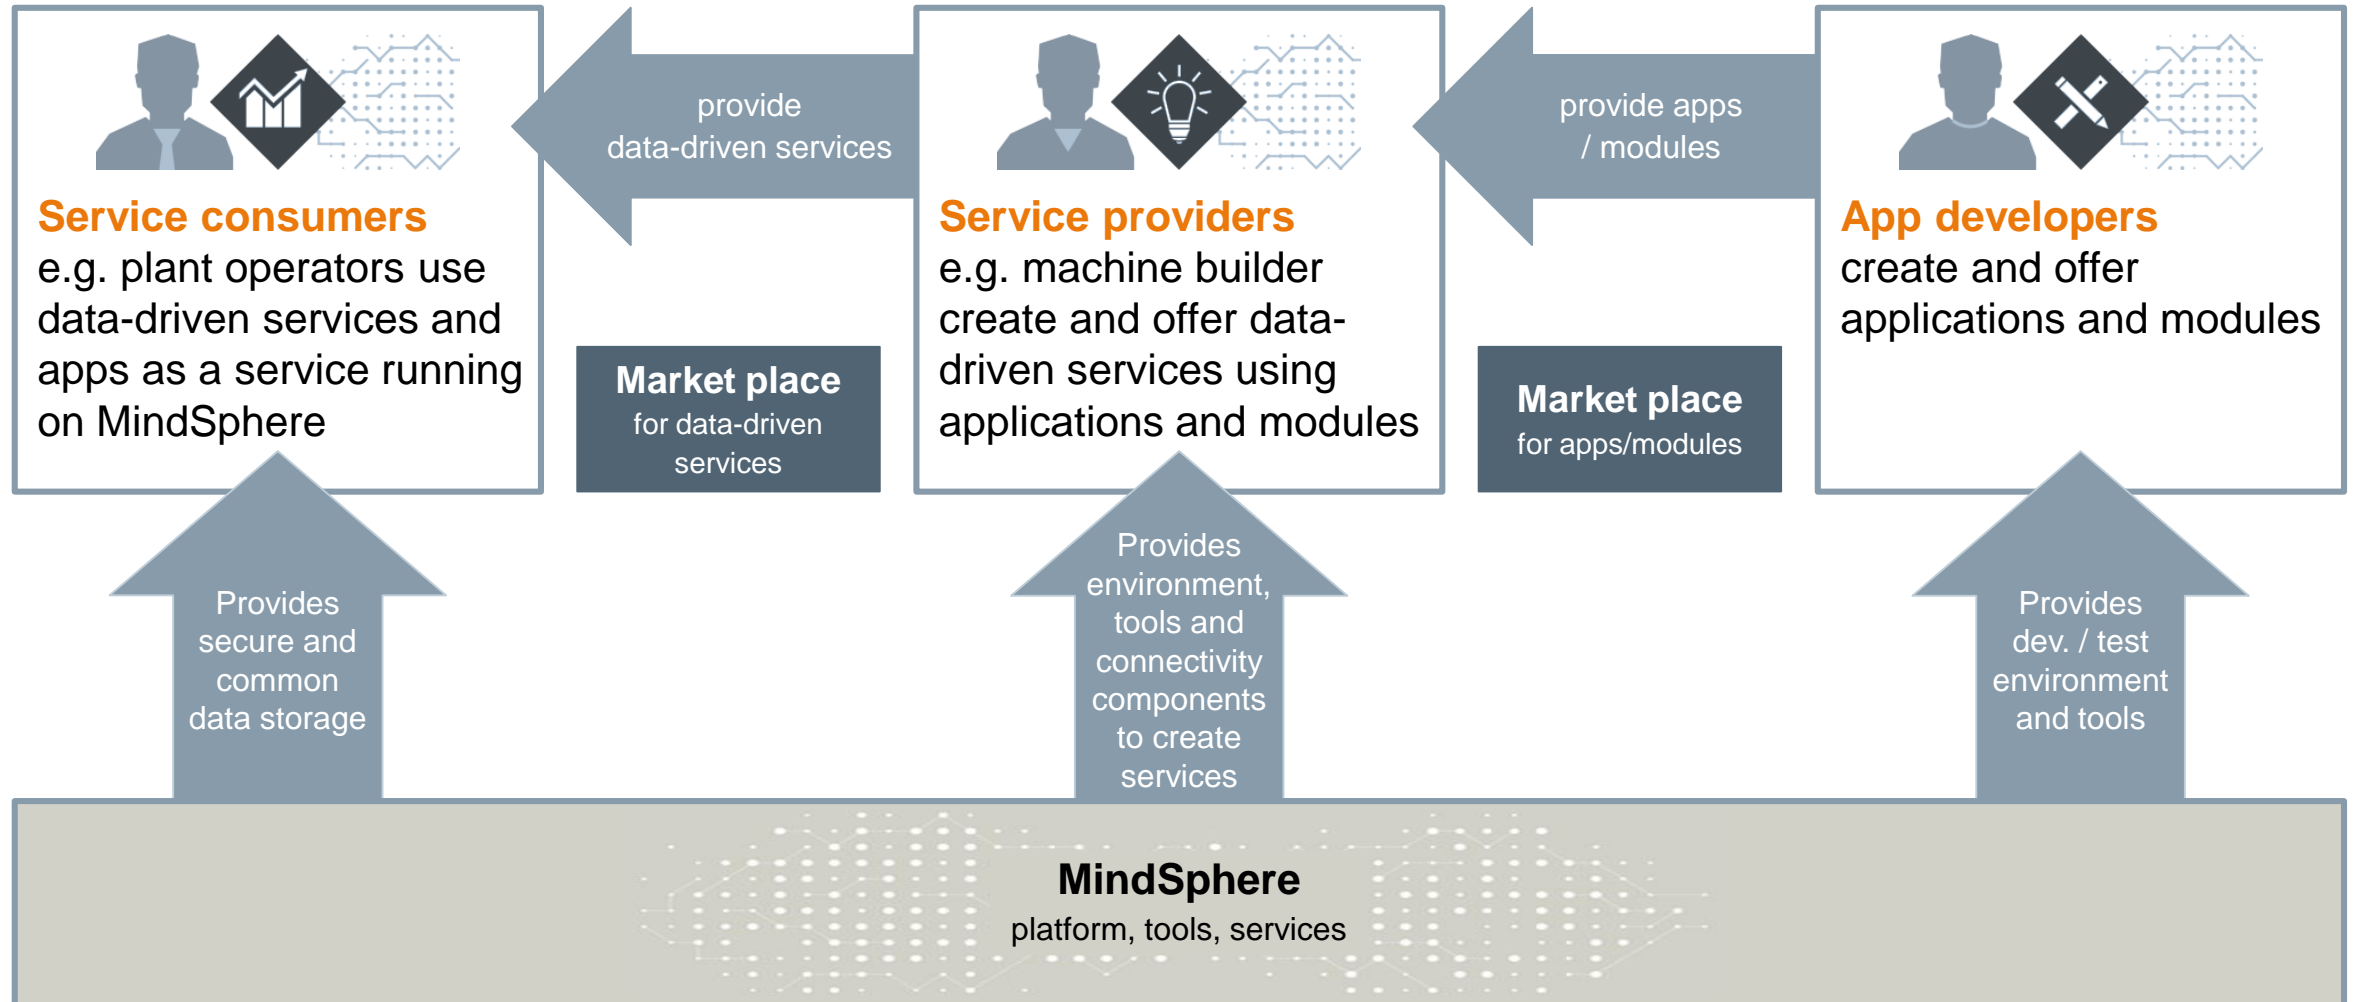 Service consumers
e.g. plant operators use
data-driven services and
apps as a service running
on MindSphere
provide
data-driven services
Market place
for data-driven
services
Service providers
e.g. machine builder
create and offer data-
driven services using
applications and modules
provide apps
/ modules
Market place
for apps/modules
App developers
create and offer
applications and modules
Provides
secure and
common
data storage
Provides
environment,
tools and
connectivity
components
to create
services
Provides
dev. / test
environment
and tools
MindSphere
platform, tools, services